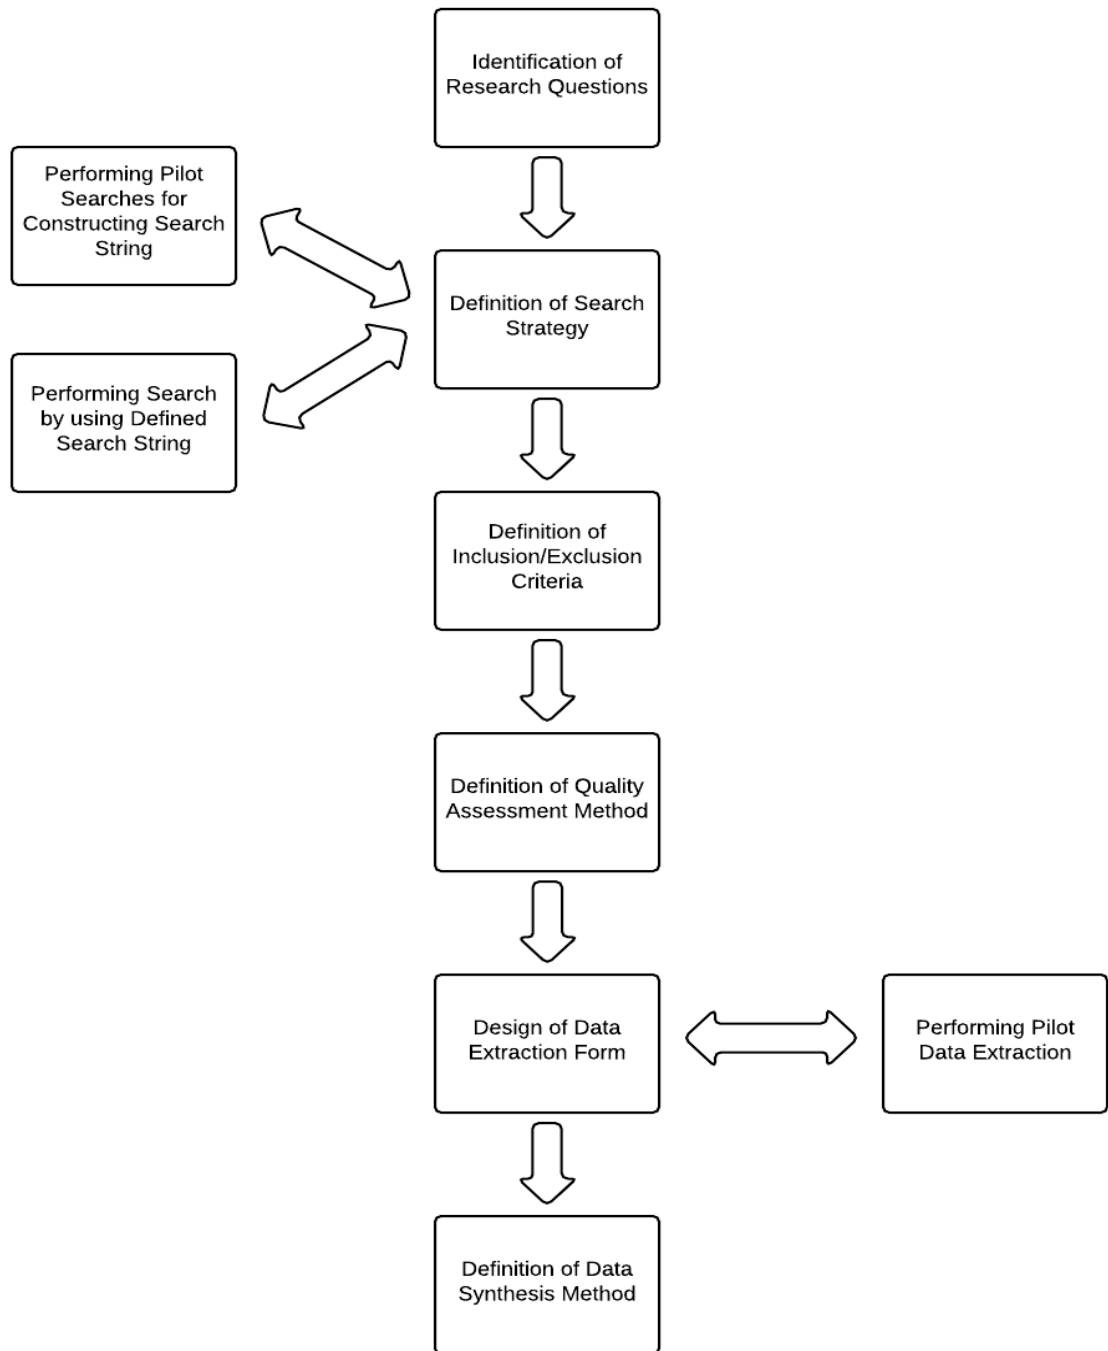 Identification of
Research Questions
Performing Pilot
Searches for
Constructing Search
String
Definition of Search
Strategy
Performing Search
by using Defined
Search String
Definition of
Inclusion/Exclusion
Criteria
Definition of Quality
Assessment Method
Design of Data
Extraction Form
Performing Pilot
Data Extraction
Definition of Data
Synthesis Method